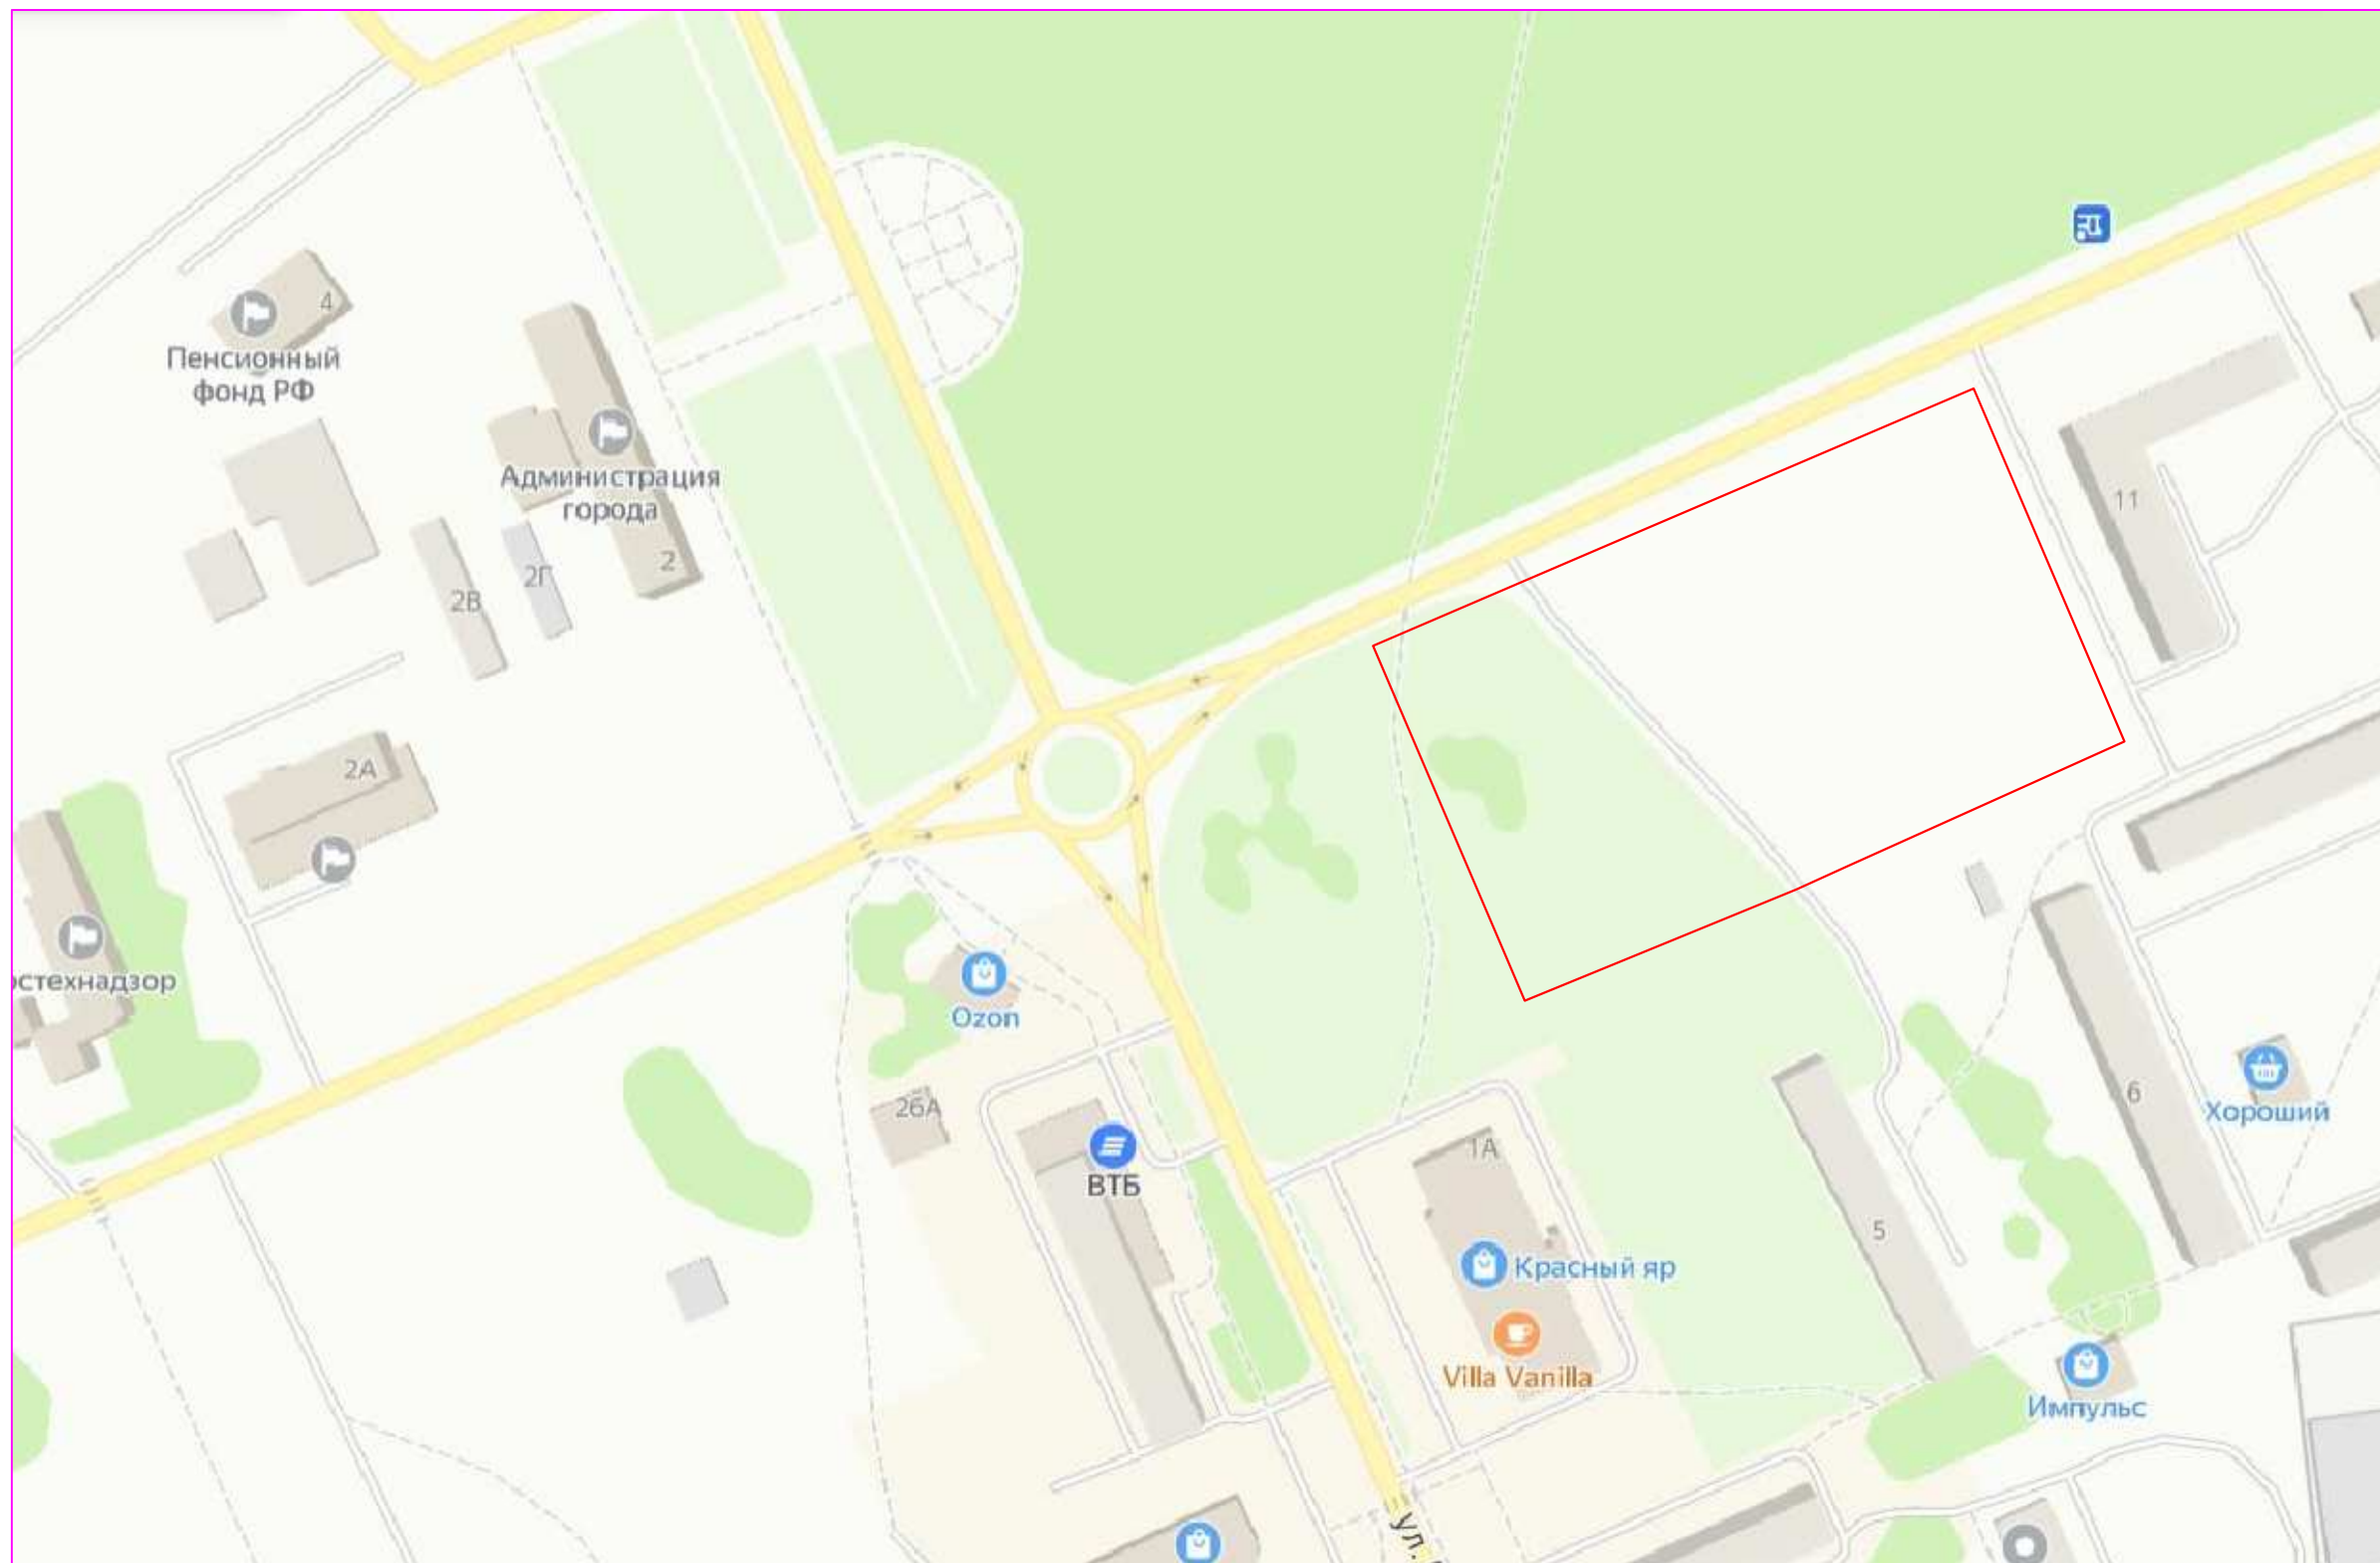 4
Пенсионный
фонд РФ
Администрация
города
2
2Г
2В
11
2А
остехнадзор
Ozon
26А
ВТБ
1А
6
Хороший
5
Красный яр
Villa Vanilla
Импульс
ул.